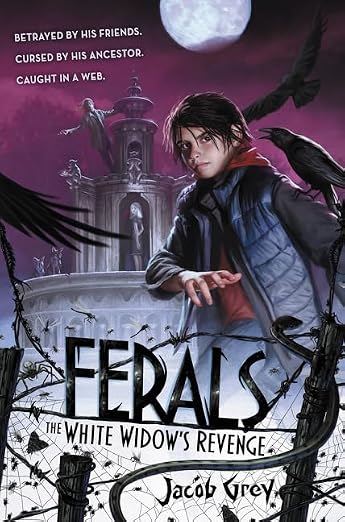 BETRAYED BY HIS FRIENDS.
CURSED BY HIS ANCESTOR.
CAUGHT IN A WEB.
FERALS
THE WHITE WIDOW'S REVENGE
Jacob Grey